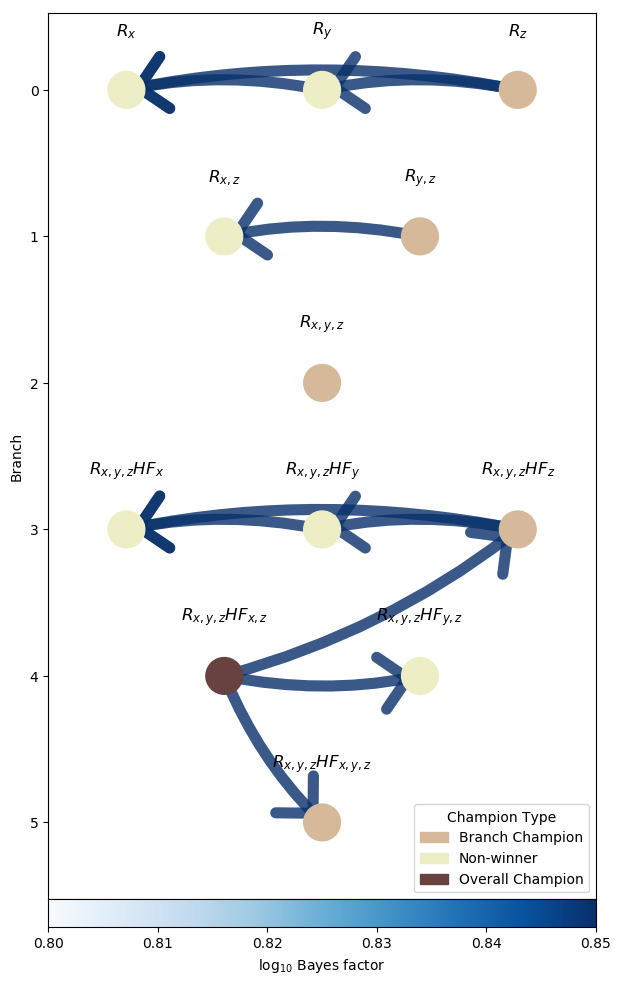 R_x R_y R_z
0
R_{x,z} R_{y,z}
1
R_{x,y,z}
2
Branch
R_{x,y,z}HF_x R_{x,y,z}HF_y R_{x,y,z}HF_z
3
R_{x,y,z}HF_{x,z} R_{x,y,z}HF_{y,z}
4
R_{x,y,z}HF_{x,y,z}
5
Champion Type
Branch Champion
Non-winner
Overall Champion
0.80 0.81 0.82 0.83 0.84 0.85
log_{10} Bayes factor